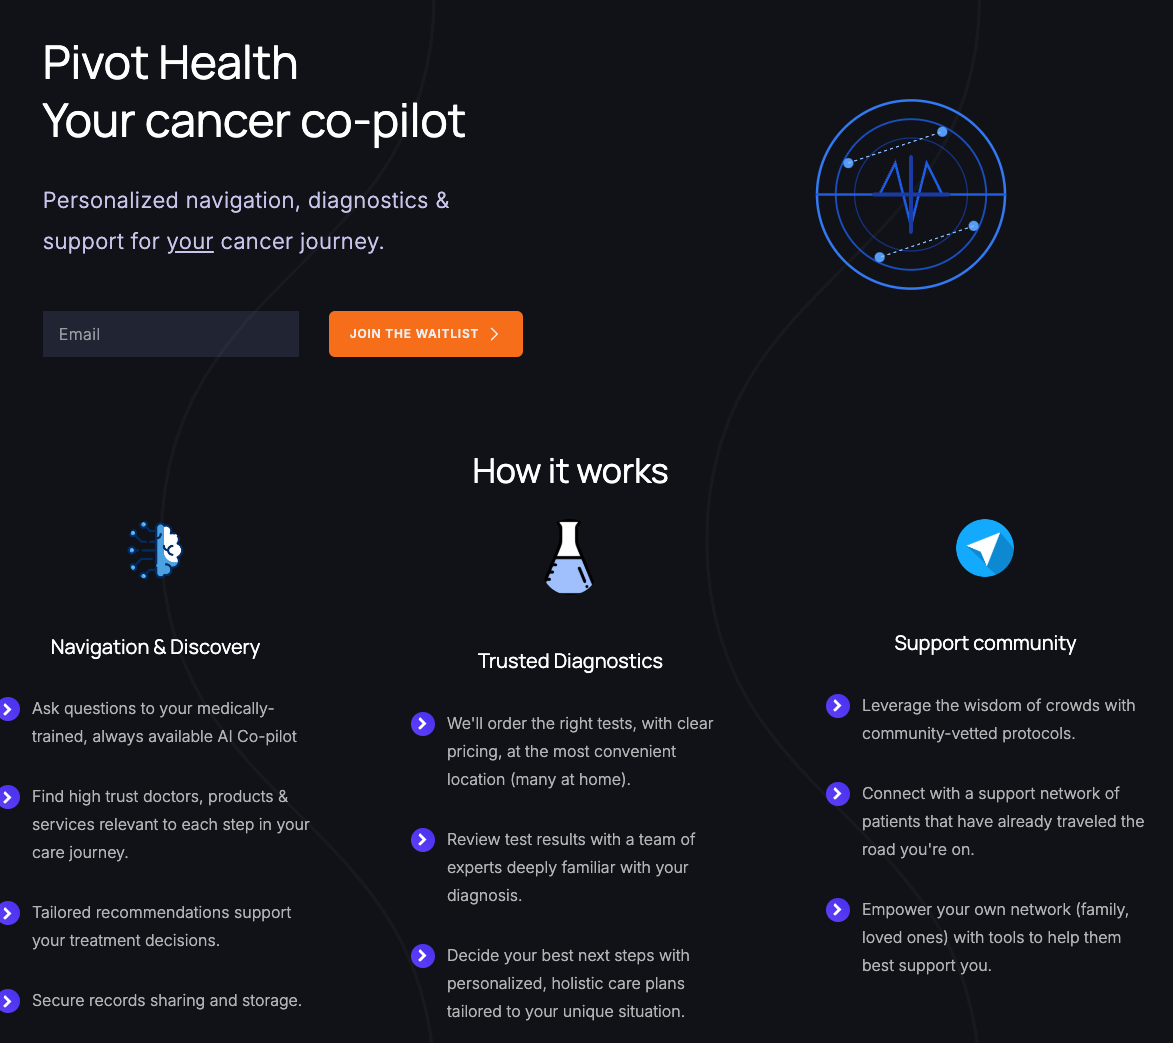 Pivot Health
Your cancer co-pilot
Personalized navigation, diagnostics &
support for your cancer journey.
Email
JOIN THE WAITLIST
How it works
Navigation & Discovery
Ask questions to your medically-
trained, always available AI Co-pilot
Find high trust doctors, products &
services relevant to each step in your
care journey.
Tailored recommendations support
your treatment decisions.
Secure records sharing and storage.
Trusted Diagnostics
We'll order the right tests, with clear
pricing, at the most convenient
location (many at home).
Review test results with a team of
experts deeply familiar with your
diagnosis.
Decide your best next steps with
personalized, holistic care plans
tailored to your unique situation.
Support community
Leverage the wisdom of crowds with
community-vetted protocols.
Connect with a support network of
patients that have already traveled the
road you're on.
Empower your own network (family,
loved ones) with tools to help them
best support you.